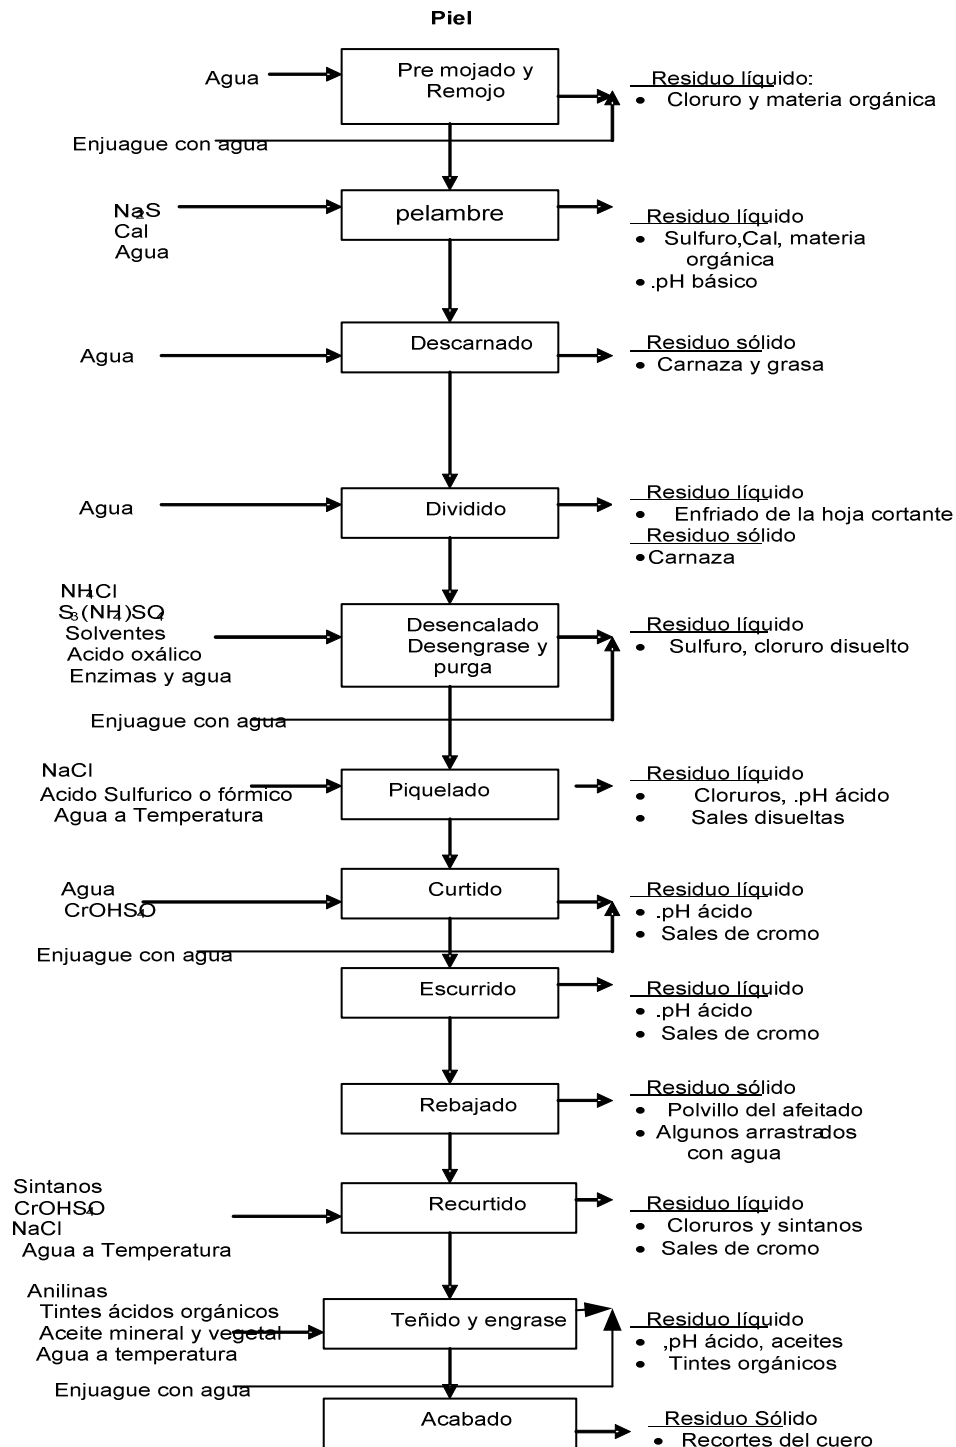 Piel
Agua
Pre mojado y
Remojo
Residuo líquido:
• Cloruro y materia orgánica
Enjuague con agua
Na2S
Cal
Agua
pelambre
Residuo líquido
• Sulfuro,Cal, materia
orgánica
• .pH básico
Agua
Descarnado
Residuo sólido
• Carnaza y grasa
Agua
Dividido
Residuo líquido
• Enfriado de la hoja cortante
Residuo sólido
• Carnaza
NH4Cl
S3(NH4)SO4
Solventes
Acido oxálico
Enzimas y agua
Desencalado
Desengrase y
purga
Residuo líquido
• Sulfuro, cloruro disuelto
Enjuague con agua
NaCl
Acido Sulfurico o fórmico
Agua a Temperatura
Piquelado
Residuo líquido
• Cloruros, .pH ácido
• Sales disueltas
Agua
CrOHSO4
Curtido
Residuo líquido
• .pH ácido
• Sales de cromo
Enjuague con agua
Escurrido
Residuo líquido
• .pH ácido
• Sales de cromo
Rebajado
Residuo sólido
• Polvillo del afeitado
• Algunos arrastrados
con agua
Sintanos
CrOHSO4
NaCl
Agua a Temperatura
Recurtido
Residuo líquido
• Cloruros y sintanos
• Sales de cromo
Anilinas
Tintes ácidos orgánicos
Aceite mineral y vegetal
Agua a temperatura
Teñido y engrase
Residuo líquido
• ,pH ácido, aceites
• Tintes orgánicos
Enjuague con agua
Acabado
Residuo Sólido
• Recortes del cuero